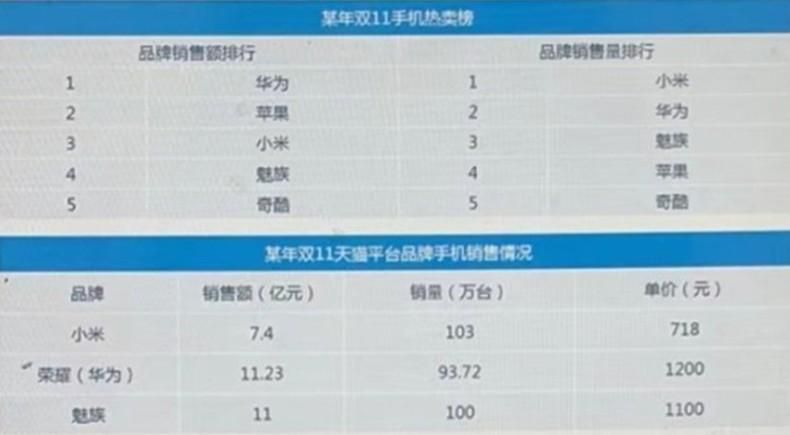 某年双11手机热卖榜
品牌销售额排行 品牌销售量排行
1 华为 1 小米
2 苹果 2 华为
3 小米 3 魅族
4 魅族 4 苹果
5 奇酷 5 奇酷
某年双11天猫平台品牌手机销售情况
品牌 销售额（亿元） 销量（万台） 单价（元）
小米 7.4 103 718
荣耀（华为） 11.23 93.72 1200
魅族 11 100 1100